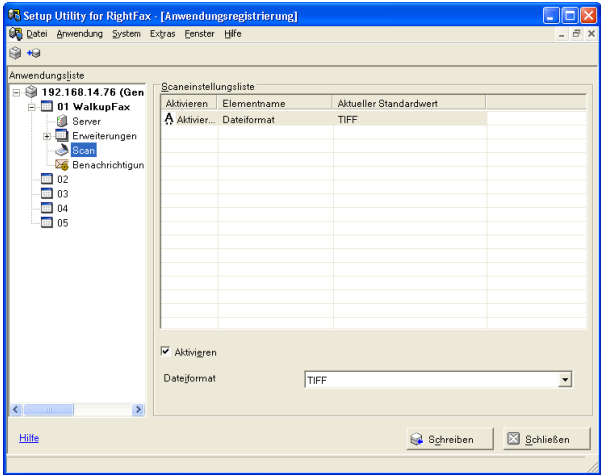 Setup Utility for RightFax - [Anwendungsregistrierung]
Datei Anwendung System Extras Fenster Hilfe
Anwendungsliste
192.168.14.76 (Gen
01 WalkupFax
Server
Erweiterungen
Scan
Benachrichtigun
02
03
04
05
Scaneinstellungsliste
Aktivieren Elementname Aktueller Standardwert
Aktivier... Dateiformat TIFF
Aktivieren
Dateiformat TIFF
Hilfe
Schreiben Schließen